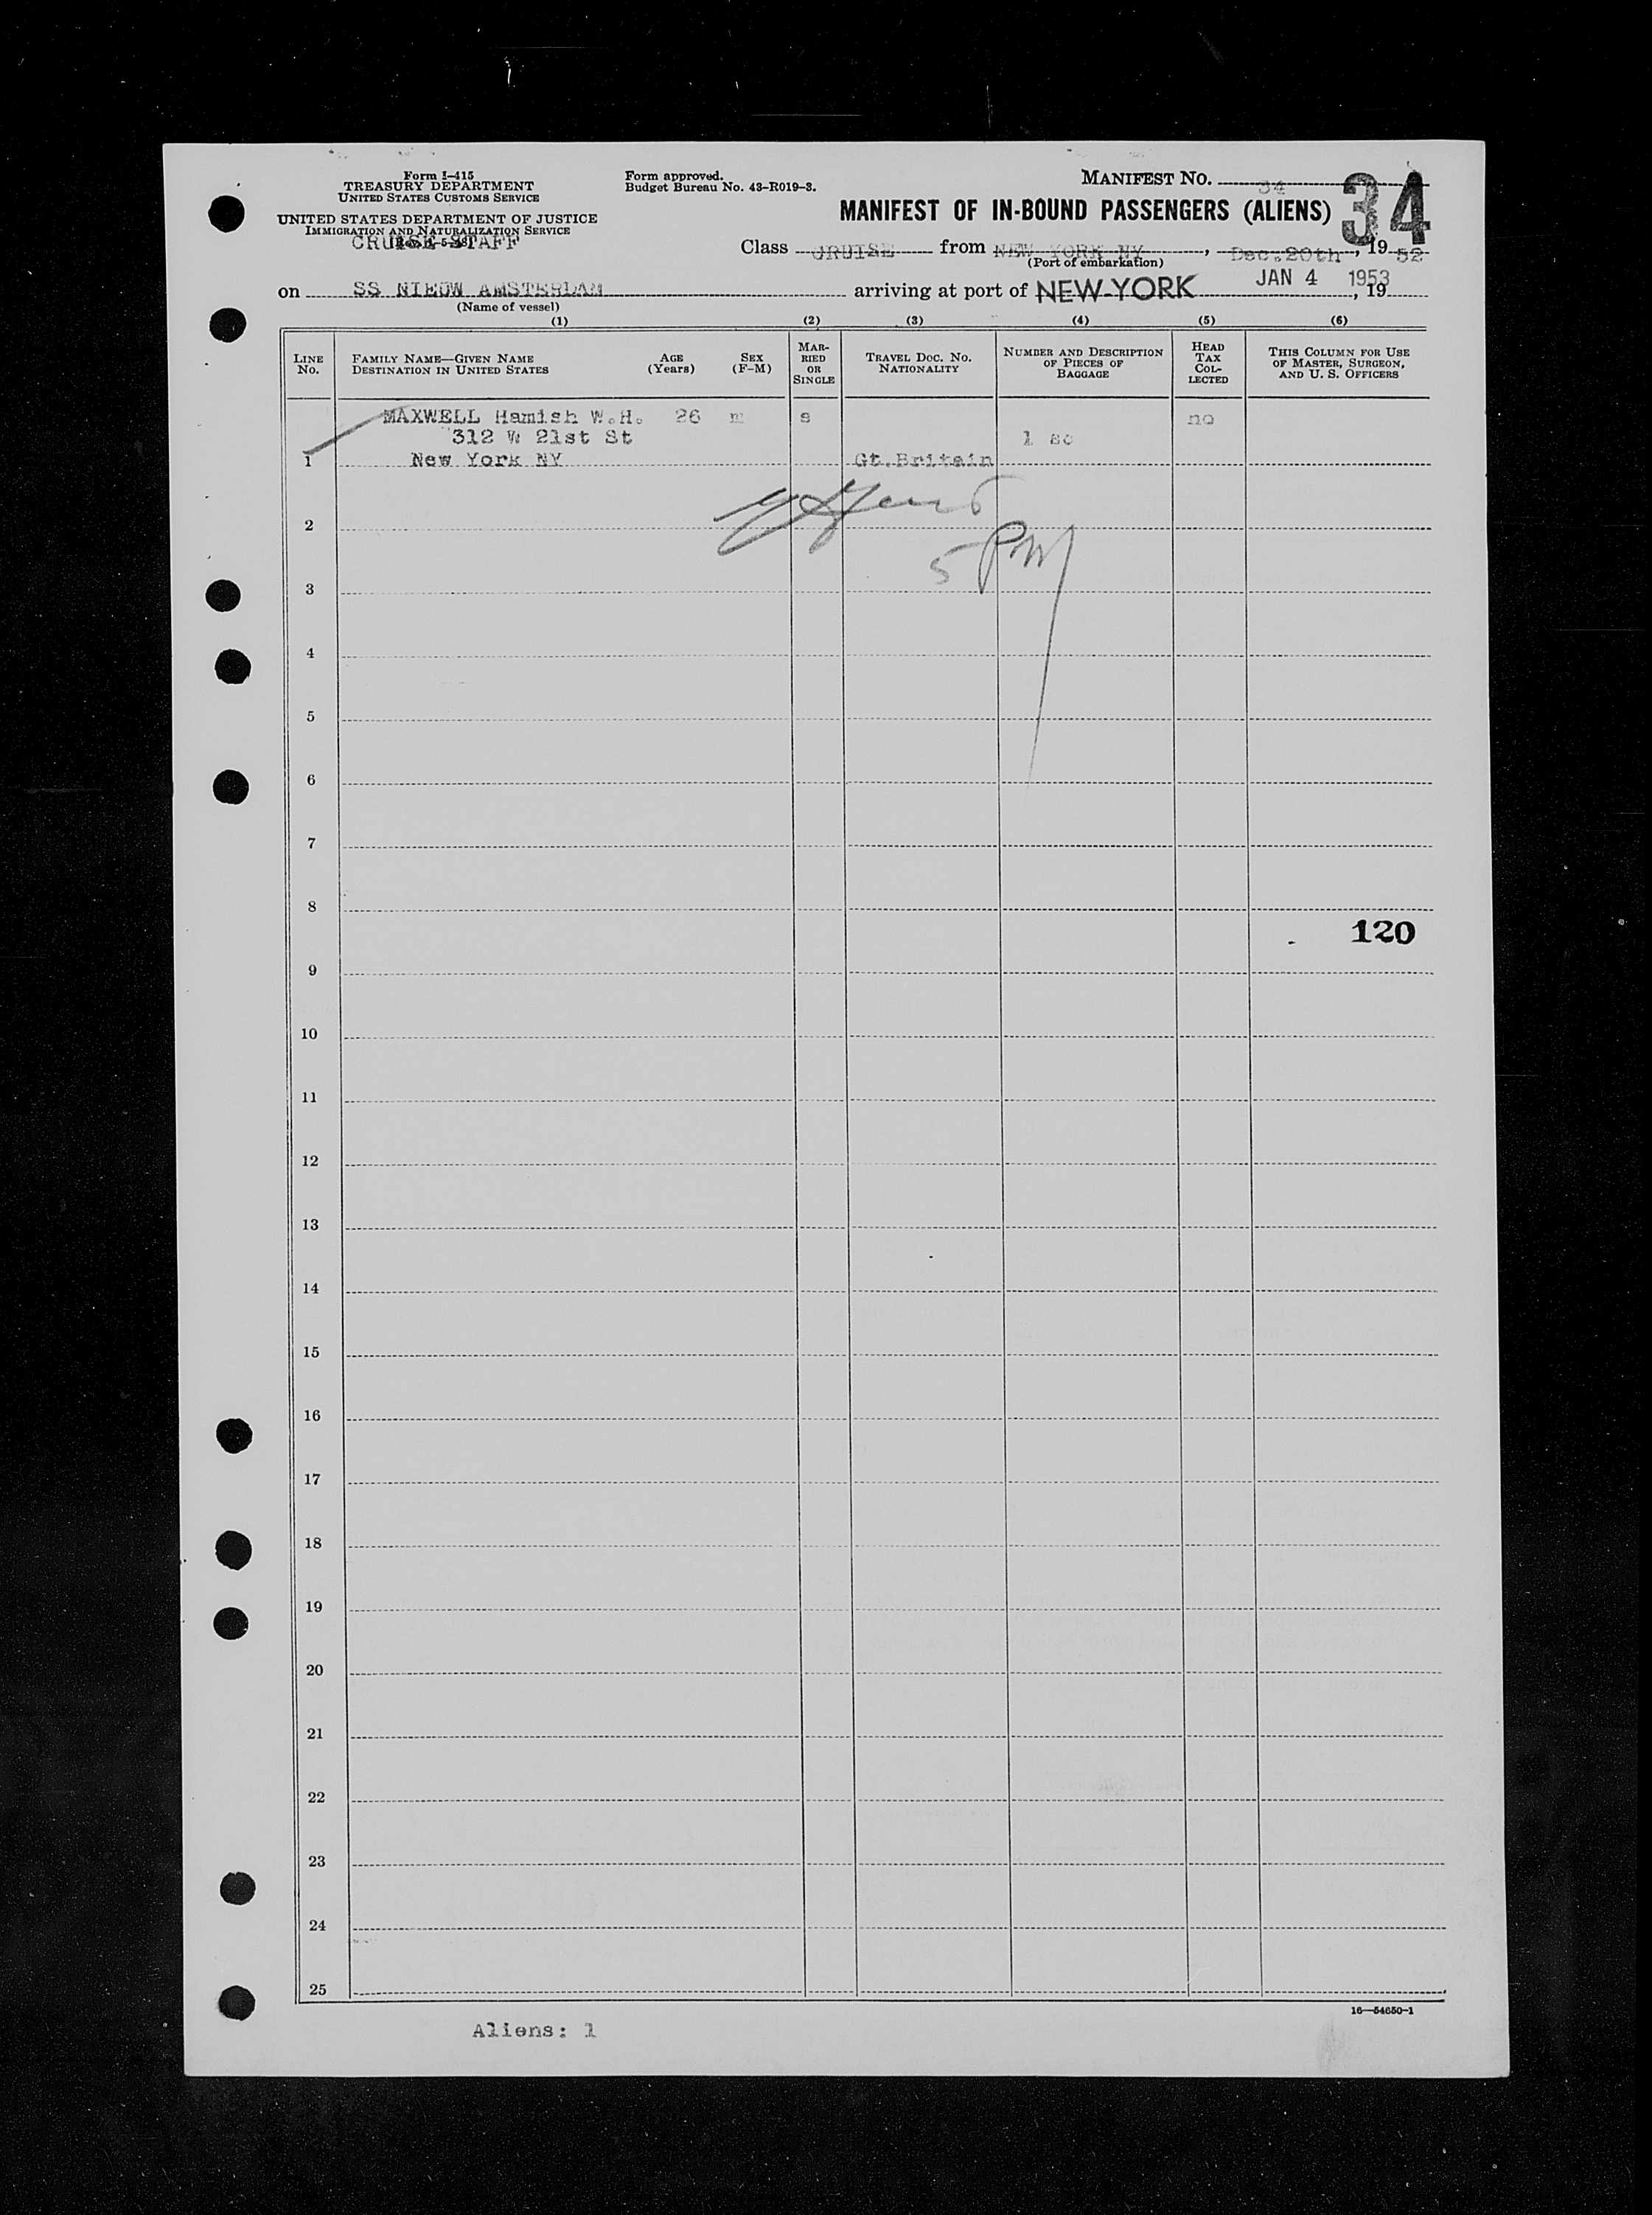 Form I-415
TREASURY DEPARTMENT
UNITED STATES CUSTOMS SERVICE
UNITED STATES DEPARTMENT OF JUSTICE
IMMIGRATION AND NATURALIZATION SERVICE
CRUISE STAFF
Form approved.
Budget Bureau No. 43-R019-3.
MANIFEST NO. 34
34
MANIFEST OF IN-BOUND PASSENGERS (ALIENS)
Class CRUISE from NEW YORK NY, Dec.20th, 1952
(Port of embarkation)
on SS NIEUW AMSTERDAM arriving at port of NEW YORK JAN 4 1953, 19
(Name of vessel)
(1) (2) (3) (4) (5) (6)
LINE NO.
FAMILY NAME—GIVEN NAME
DESTINATION IN UNITED STATES
AGE (Years)
SEX (F-M)
MAR-
RIED
OR
SINGLE
TRAVEL DOC. NO.
NATIONALITY
NUMBER AND DESCRIPTION
OF PIECES OF
BAGGAGE
HEAD
TAX
COL-
LECTED
THIS COLUMN FOR USE
OF MASTER, SURGEON,
AND U. S. OFFICERS
MAXWELL Hamish W.H. 26 m s no
312 W 21st St 1 sc
1 New York NY Gt.Britain
2
5 PM
3
4
5
6
7
8
120
9
10
11
12
13
14
15
16
17
18
19
20
21
22
23
24
25
16—54650-1
Aliens: 1